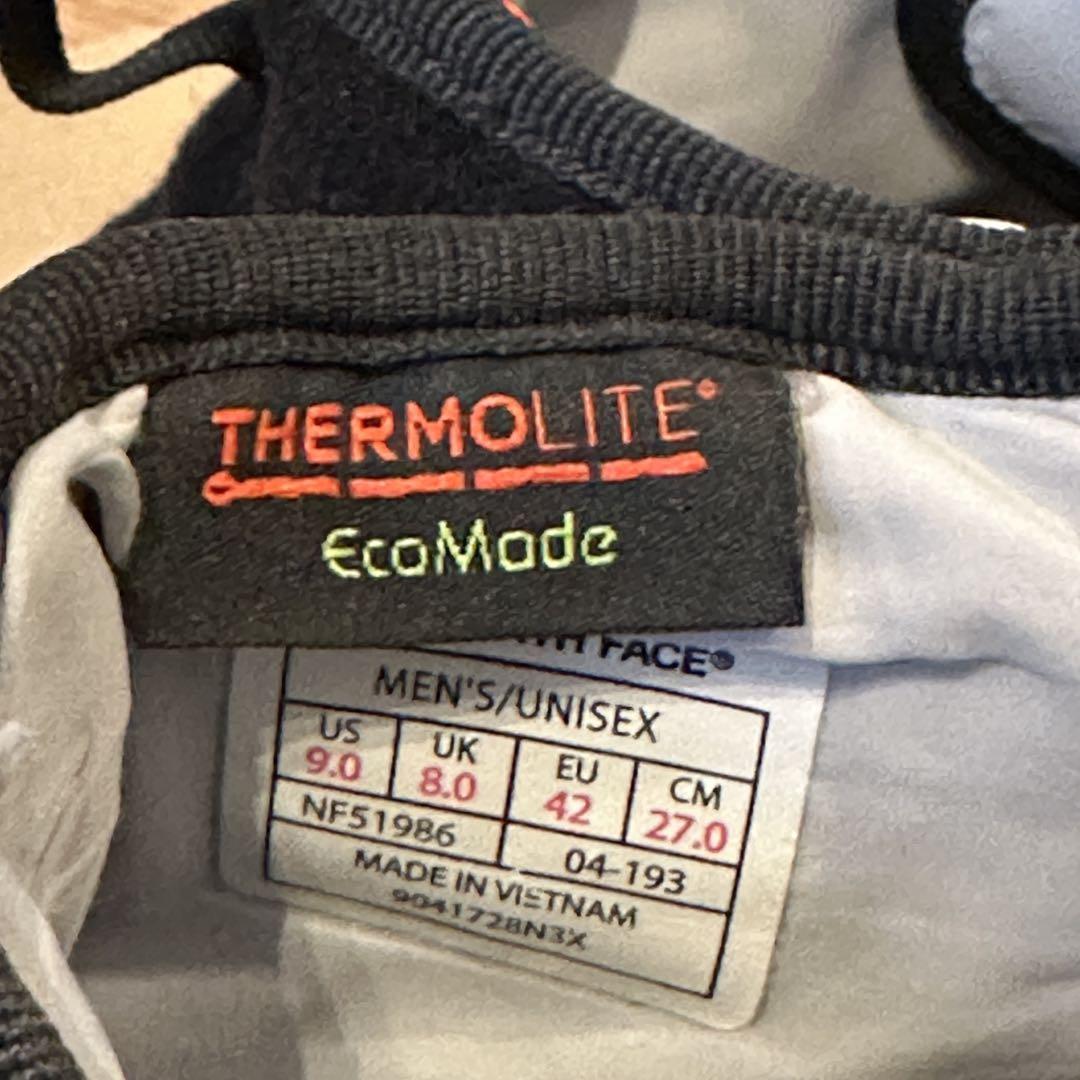 THERMOLITE®
EcoMade
FACE®
MEN'S/UNISEX
US UK EU CM
9.0 8.0 42 27.0
NF51986 04-193
MADE IN VIETNAM
9041728N3X